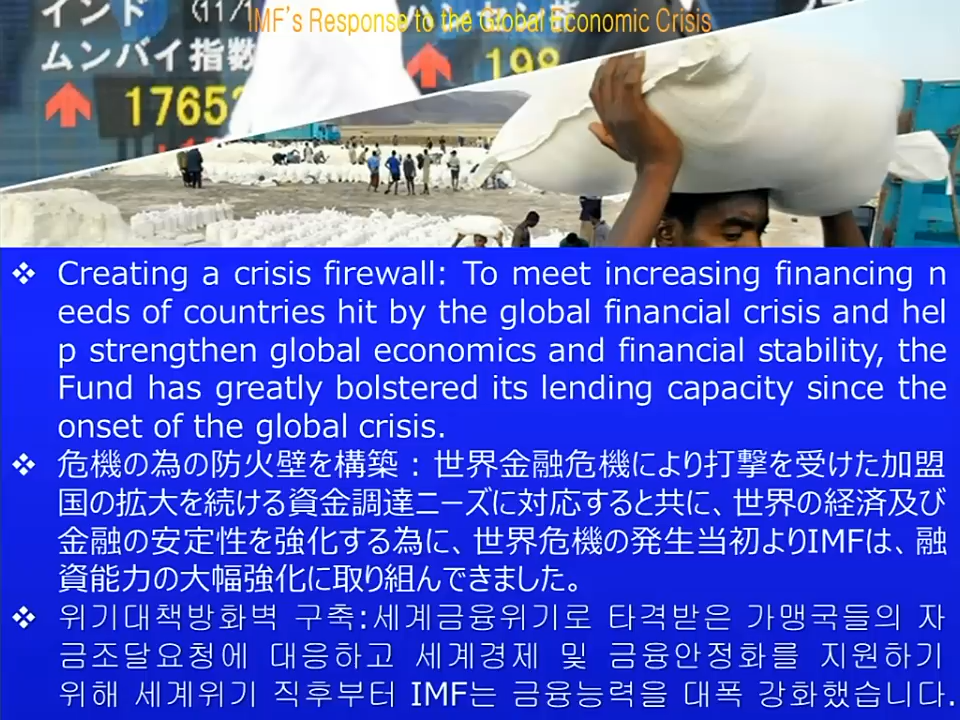 インド (11/1
IMF's Response to the Global Economic Crisis
ムンバイ指数
17653
198
❖ Creating a crisis firewall: To meet increasing financing n
eeds of countries hit by the global financial crisis and hel
p strengthen global economics and financial stability, the
Fund has greatly bolstered its lending capacity since the
onset of the global crisis.
❖ 危機の為の防火壁を構築：世界金融危機により打撃を受けた加盟
国の拡大を続ける資金調達ニーズに対応すると共に、世界の経済及び
金融の安定性を強化する為に、世界危機の発生当初よりIMFは、融
資能力の大幅強化に取り組んできました。
❖ 위기대책방화벽 구축:세계금융위기로 타격받은 가맹국들의 자
금조달요청에 대응하고 세계경제 및 금융안정화를 지원하기
위해 세계위기 직후부터 IMF는 금융능력을 대폭 강화했습니다.